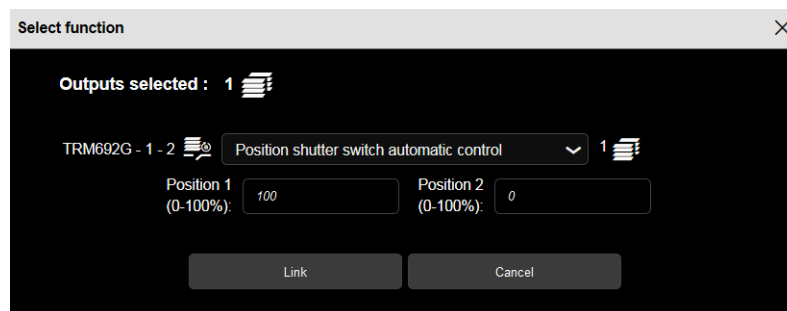 Select function
Outputs selected : 1
TRM692G - 1 - 2 Position shutter switch automatic control 1
Position 1 (0-100%): 100 Position 2 (0-100%): 0
Link Cancel